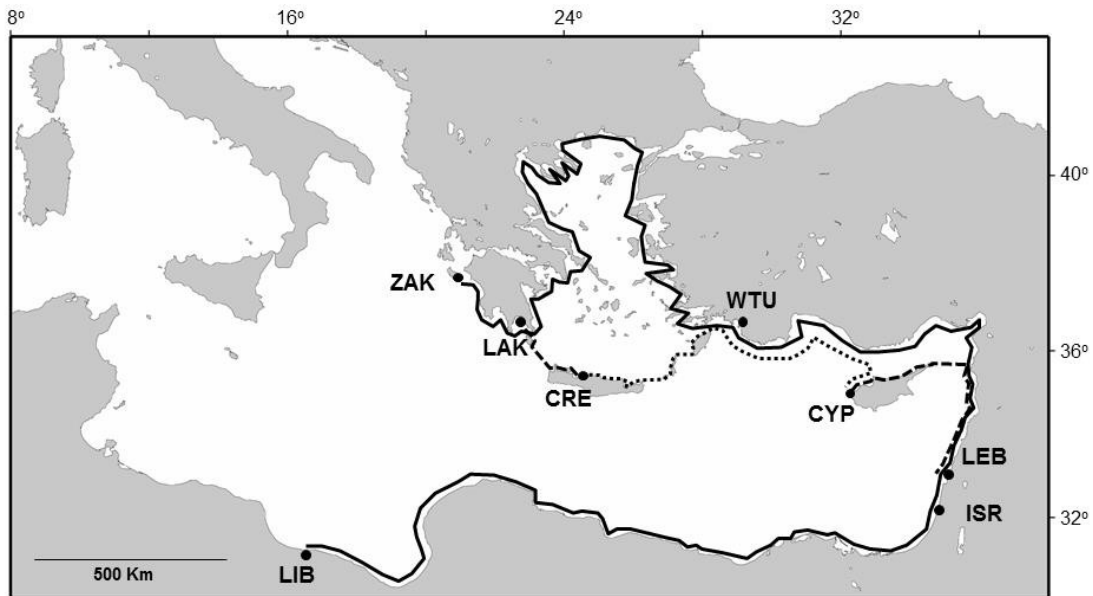 8º 16º 24º 32º
40º
ZAK
WTU
LAK
36º
CRE
CYP
LEB
ISR
32º
500 Km
LIB